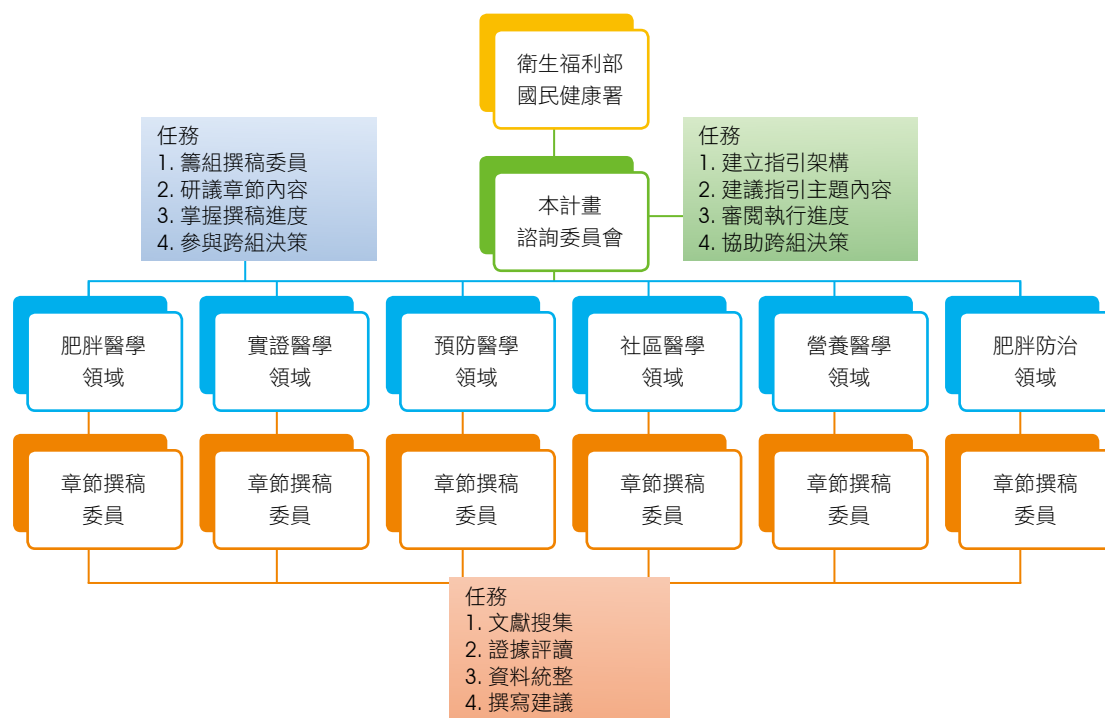 衛生福利部
國民健康署
任務
1. 籌組撰稿委員
2. 研議章節內容
3. 掌握撰稿進度
4. 參與跨組決策
本計畫
諮詢委員會
任務
1. 建立指引架構
2. 建議指引主題內容
3. 審閱執行進度
4. 協助跨組決策
肥胖醫學
領域
實證醫學
領域
預防醫學
領域
社區醫學
領域
營養醫學
領域
肥胖防治
領域
章節撰稿
委員
章節撰稿
委員
章節撰稿
委員
章節撰稿
委員
章節撰稿
委員
章節撰稿
委員
任務
1. 文獻搜集
2. 證據評讀
3. 資料統整
4. 撰寫建議